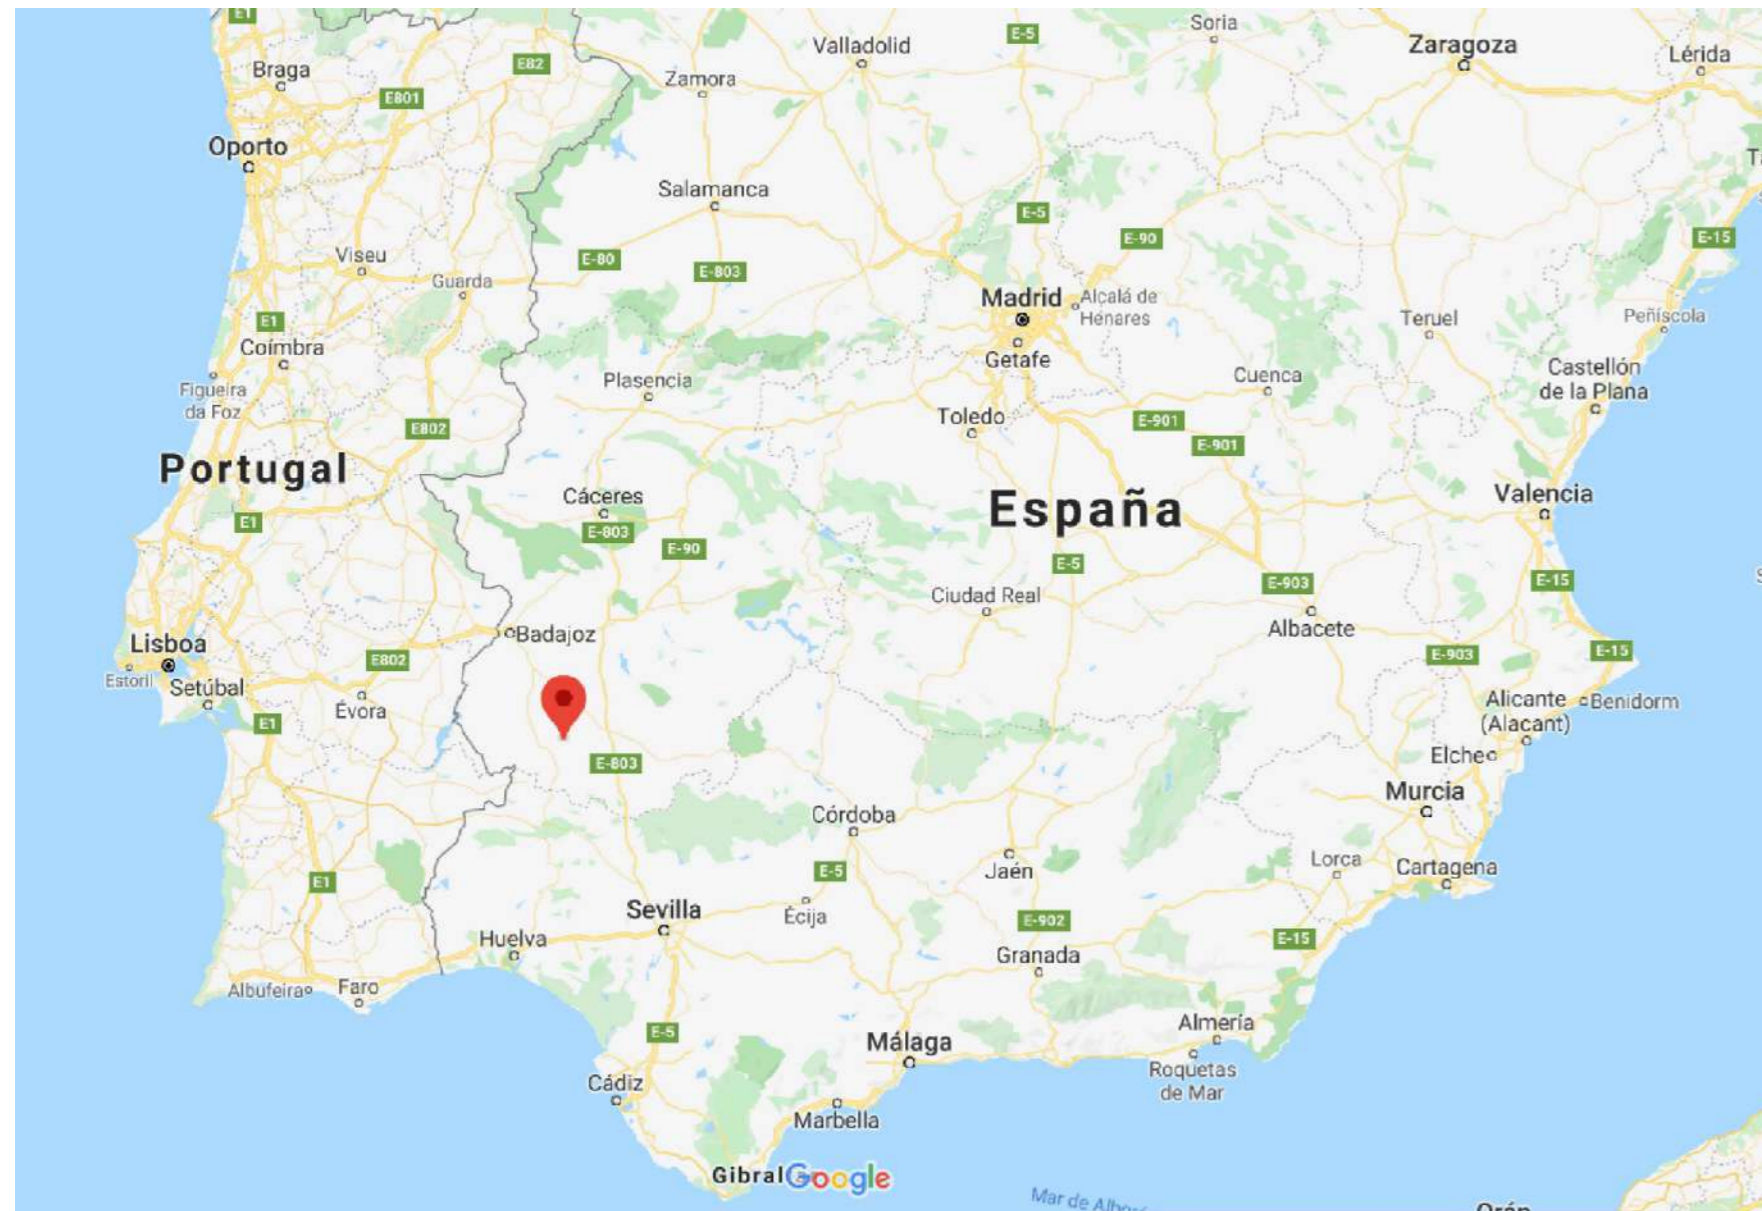 E1
Soria
Valladolid
Zaragoza
Lérida
Braga
E82
E-5
Zamora
E801
Oporto
Salamanca
E-5
E-90
E-15
Viseu
E-80
E-803
Guarda
Madrid
Alcalá de
Henares
E1
Teruel
Peñíscola
Coímbra
Getafe
Figueira
da Foz
Plasencia
Cuenca
Castellón
de la Plana
E802
Toledo
E-901
E-901
Portugal
Cáceres
España
Valencia
E1
E-803
E-90
E-5
E-903
E-15
Ciudad Real
Badajoz
Albacete
Lisboa
E802
E-903
E-15
Estoril
Setúbal
Évora
E1
Alicante
(Alacant)
Benidorm
E-803
Elche
Murcia
Córdoba
E1
E-5
Jaén
Lorca
Cartagena
Sevilla
Écija
E-902
Huelva
E-15
Granada
Albufeira
Faro
E-5
Almería
Málaga
Roquetas
de Mar
Cádiz
Marbella
Gibral
Google
Mar de